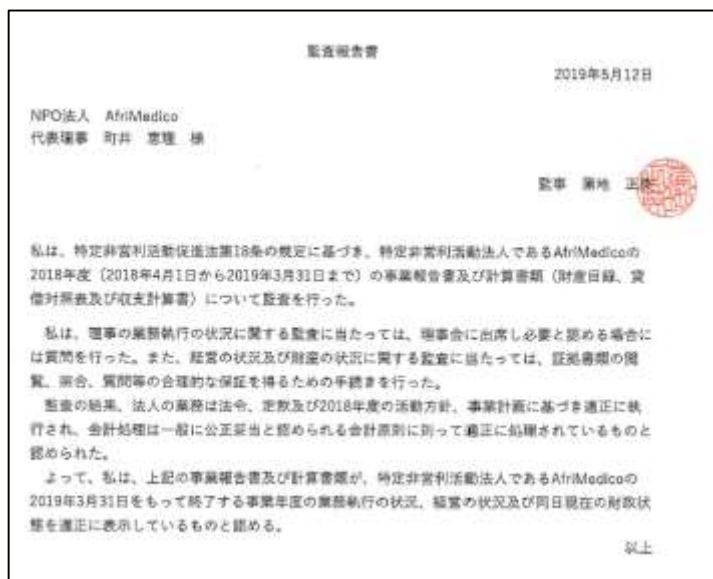 監査報告書
2019年5月12日
NPO法人 AfriMedico
代表理事 町井 恵理 様
監事 蒲地 正
私は、特定非営利活動促進法第18条の規定に基づき、特定非営利活動法人であるAfriMedicoの
2018年度（2018年4月1日から2019年3月31日まで）の事業報告書及び計算書類（財産目録、貸
借対照表及び収支計算書）について監査を行った。
私は、理事の業務執行の状況に関する監査に当たっては、理事会に出席し必要と認める場合に
は質問を行った。また、経営の状況及び財産の状況に関する監査に当たっては、証拠書類の閲
覧、照合、質問等の合理的な保証を得るための手続きを行った。
監査の結果、法人の業務は法令、定款及び2018年度の活動方針、事業計画に基づき適正に執
行され、会計処理は一般に公正妥当と認められる会計原則に則って適正に処理されているものと
認められた。
よって、私は、上記の事業報告書及び計算書類が、特定非営利活動法人であるAfriMedicoの
2019年3月31日をもって終了する事業年度の業務執行の状況、経営の状況及び同日現在の財政状
態を適正に表示しているものと認める。
以上